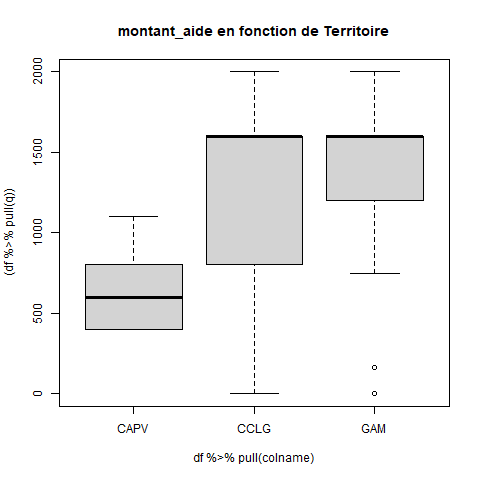 montant_aide en fonction de Territoire
(df %>% pull(q))
2000
1500
1000
500
0
CAPV CCLG GAM
df %>% pull(colname)